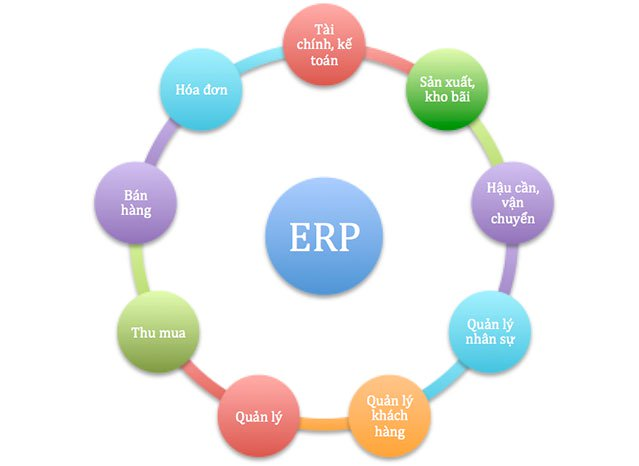 Tài
chính, kế
toán
Sản xuất,
kho bãi
Hậu cần,
vận
chuyển
Quản lý
nhân sự
Quản lý
khách
hàng
Quản lý
Thu mua
Bán
hàng
Hóa đơn
ERP